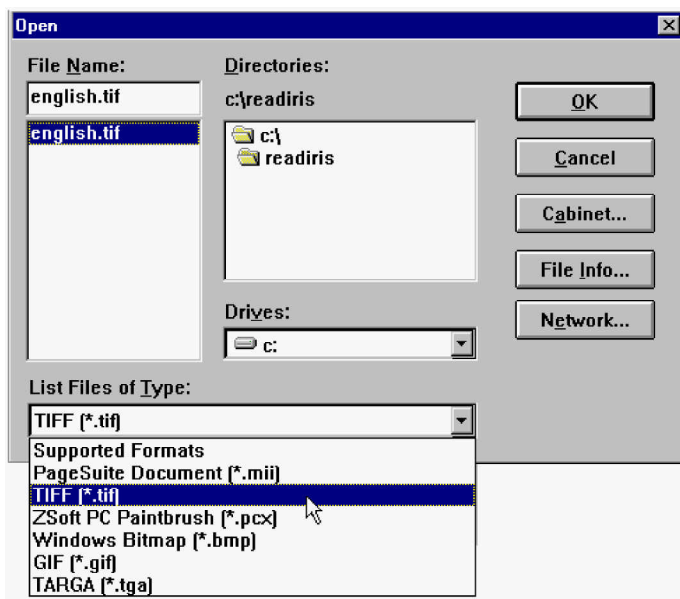 Open
File Name:
english.tif
english.tif
Directories:
c:\readiris
c:\
readiris
Drives:
c:
OK
Cancel
Cabinet...
File Info...
Network...
List Files of Type:
TIFF (*.tif)
Supported Formats
PageSuite Document (*.mii)
TIFF (*.tif)
ZSoft PC Paintbrush (*.pcx)
Windows Bitmap (*.bmp)
GIF (*.gif)
TARGA (*.tga)